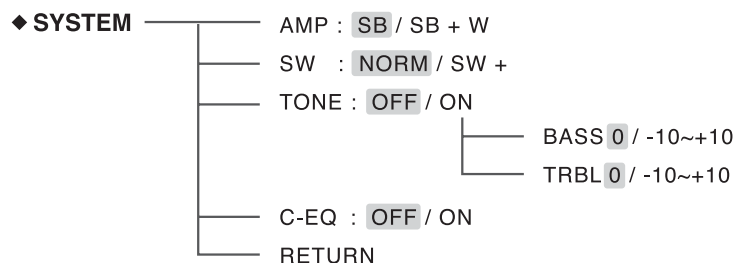 ◆ SYSTEM
AMP : SB / SB + W
SW : NORM / SW +
TONE : OFF / ON
BASS 0 / -10~+10
TRBL 0 / -10~+10
C-EQ : OFF / ON
RETURN